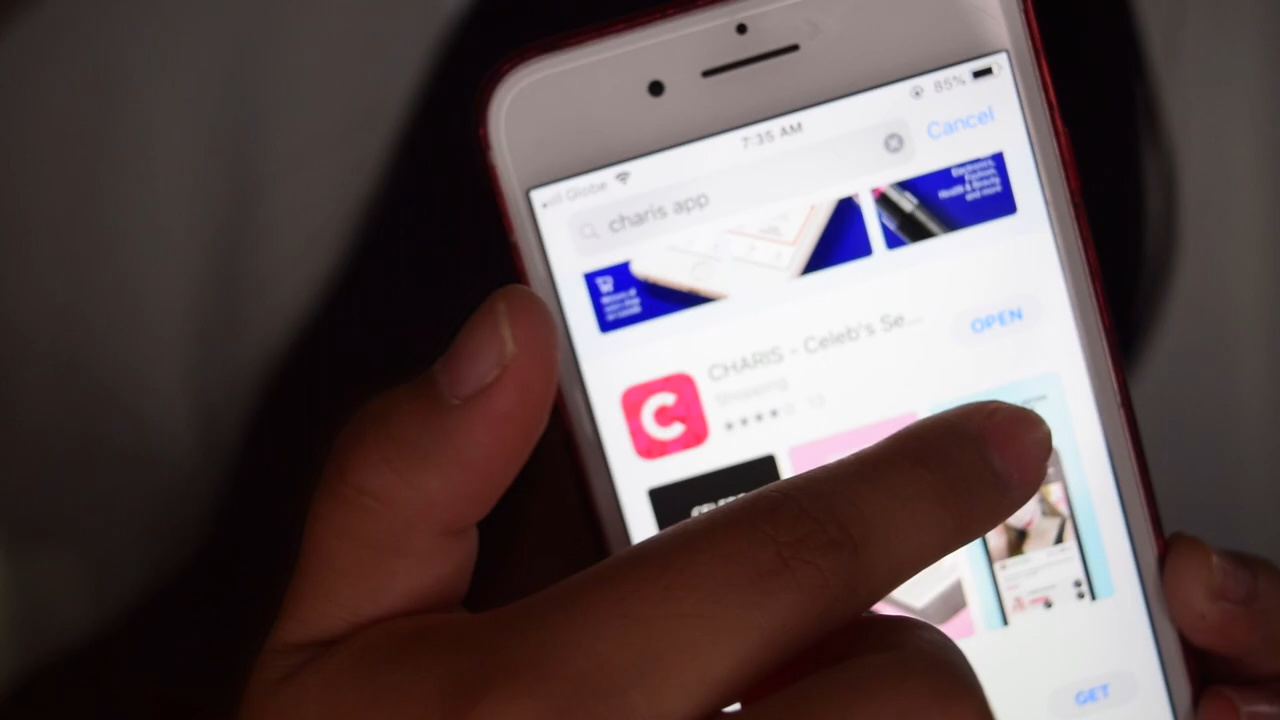 Globe
7:35 AM
85%
charis app
Cancel
Electronics,
Fashion,
Health & Beauty
and more
CHARIS - Celeb's Se...
Shopping
OPEN
C
GET